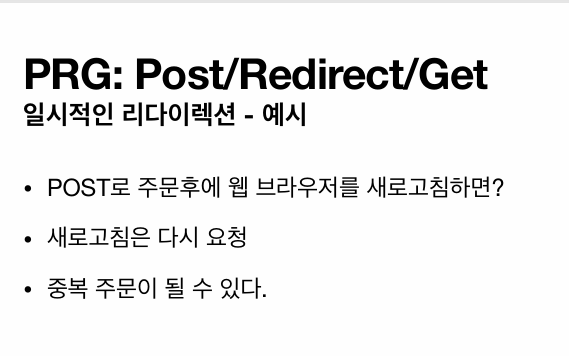 PRG: Post/Redirect/Get
일시적인 리다이렉션 - 예시
• POST로 주문후에 웹 브라우저를 새로고침하면?
• 새로고침은 다시 요청
• 중복 주문이 될 수 있다.